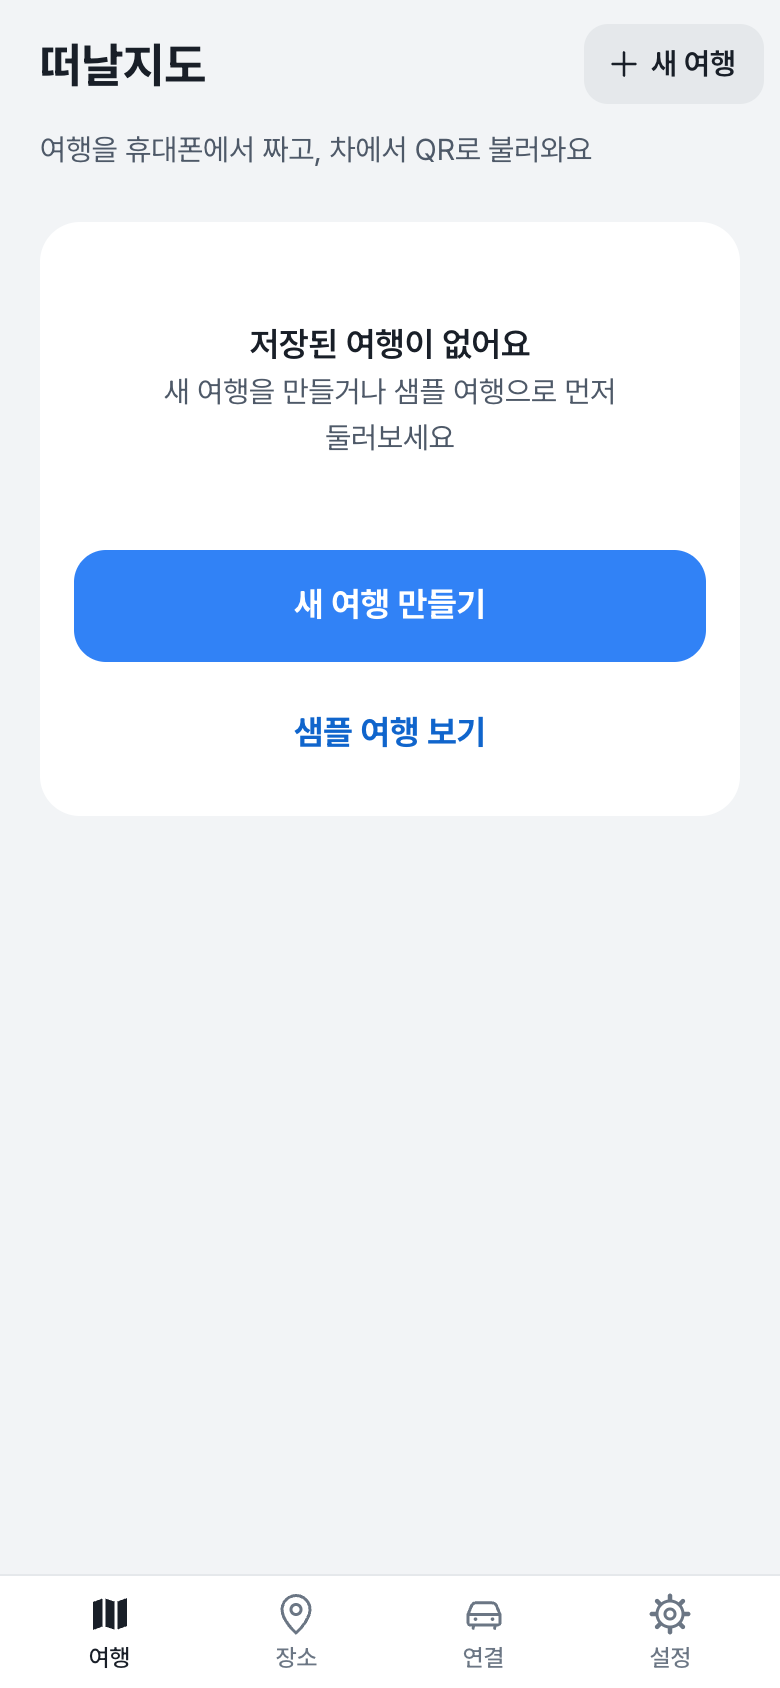 떠날지도
새 여행
여행을 휴대폰에서 짜고, 차에서 QR로 불러와요
저장된 여행이 없어요
새 여행을 만들거나 샘플 여행으로 먼저
둘러보세요
새 여행 만들기
샘플 여행 보기
여행
장소
연결
설정